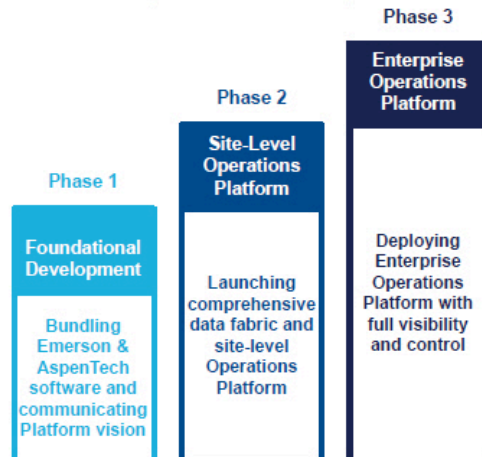 Phase 1
Foundational
Development
Bundling
Emerson &
AspenTech
software and
communicating
Platform vision
Phase 2
Site-Level
Operations
Platform
Launching
comprehensive
data fabric and
site-level
Operations
Platform
Phase 3
Enterprise
Operations
Platform
Deploying
Enterprise
Operations
Platform with
full visibility
and control